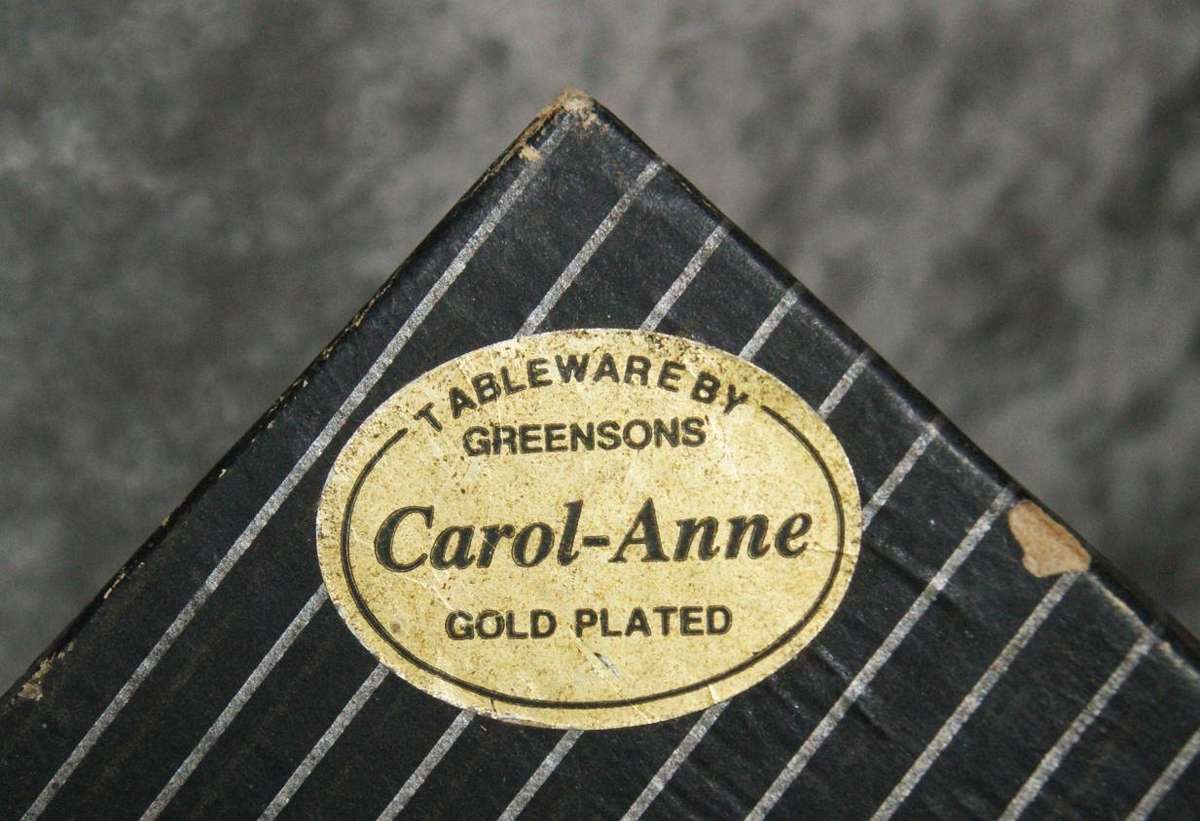 TABLEWARE BY
GREENSONS
Carol-Anne
GOLD PLATED